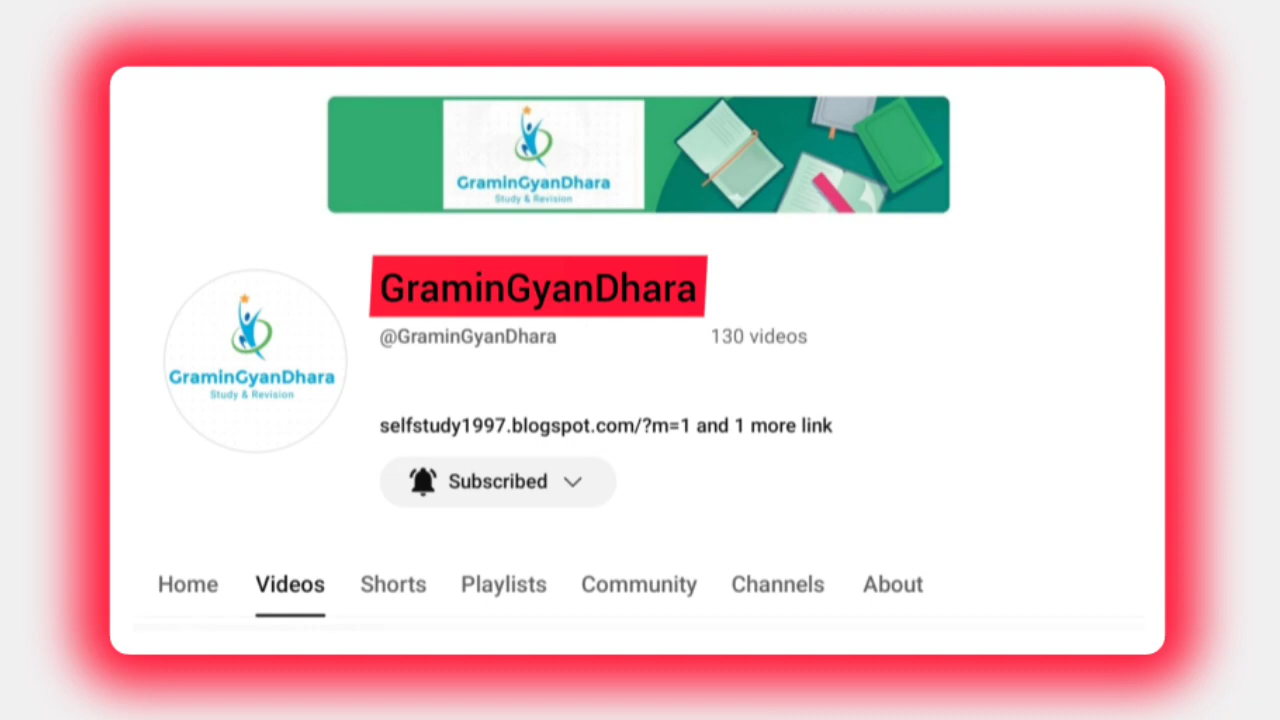 GraminGyanDhara
Study & Revision
GraminGyanDhara
@GraminGyanDhara 130 videos
GraminGyanDhara
Study & Revision
selfstudy1997.blogspot.com/?m=1 and 1 more link
Subscribed
Home Videos Shorts Playlists Community Channels About